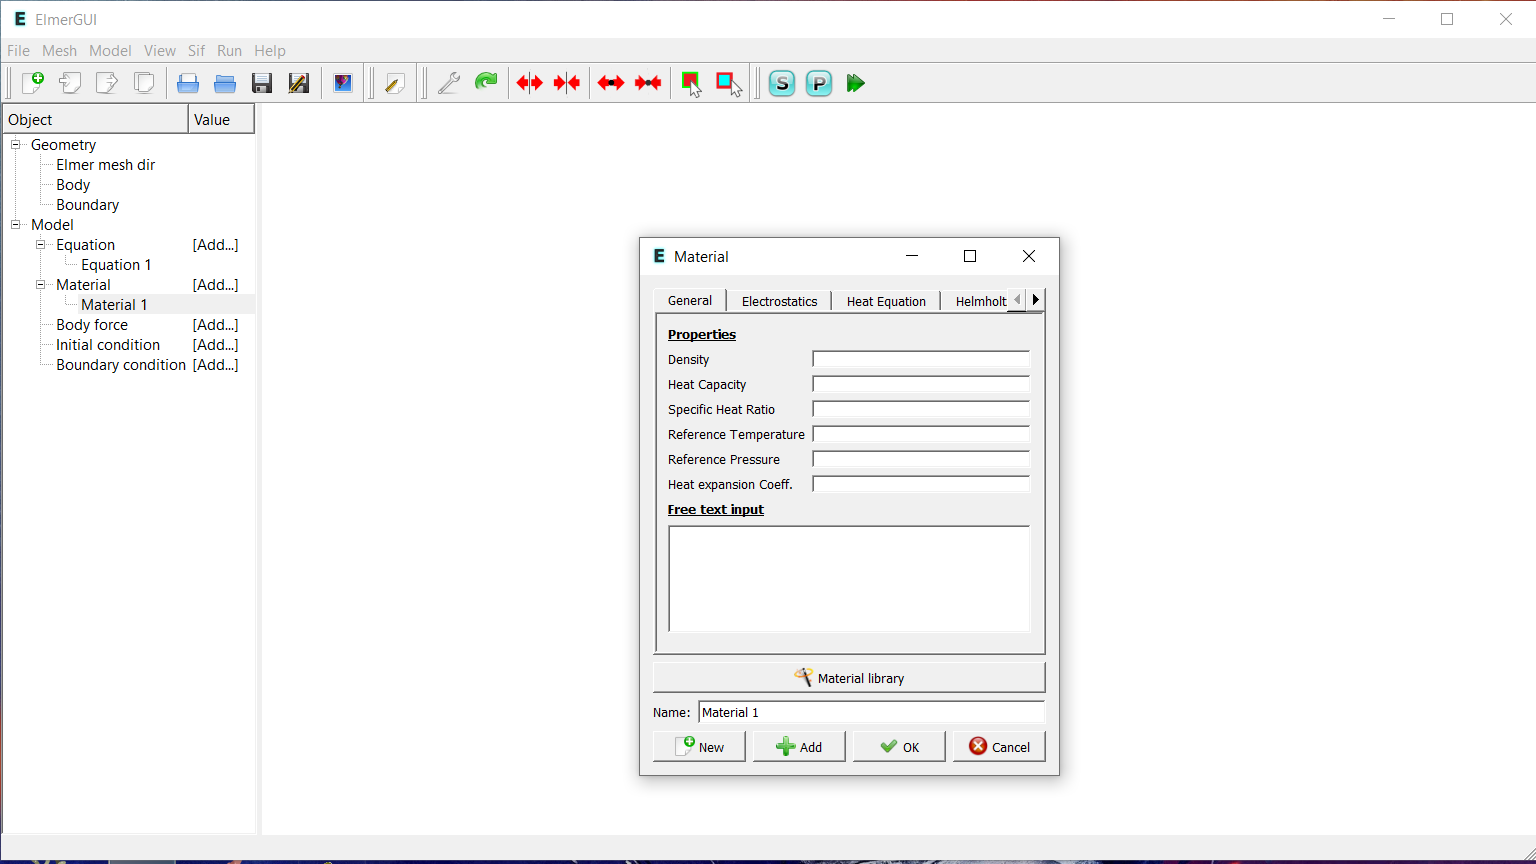 ElmerGUI
File Mesh Model View Sif Run Help
S P
Object Value
Geometry
Elmer mesh dir
Body
Boundary
Model
Equation [Add...]
Equation 1
Material [Add...]
Material 1
Body force [Add...]
Initial condition [Add...]
Boundary condition [Add...]
Material
General Electrostatics Heat Equation Helmholt
Properties
Density
Heat Capacity
Specific Heat Ratio
Reference Temperature
Reference Pressure
Heat expansion Coeff.
Free text input
Material library
Name: Material 1
New Add OK Cancel